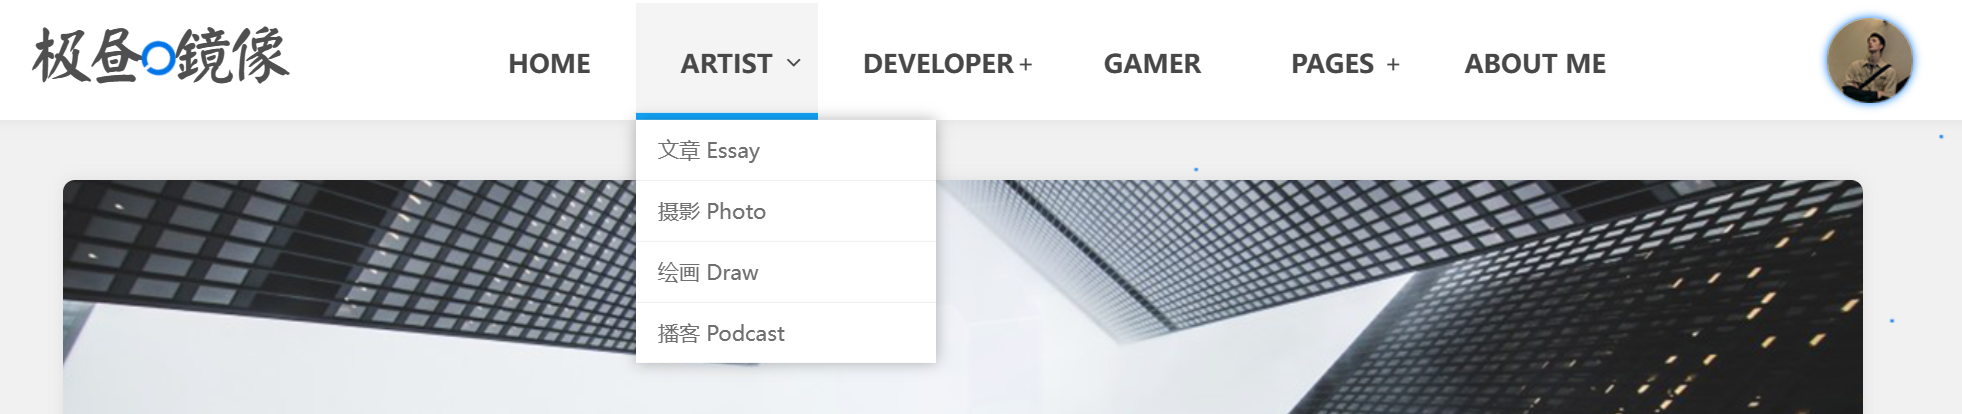 极昼鏡像
HOME ARTIST DEVELOPER + GAMER PAGES + ABOUT ME
文章 Essay
摄影 Photo
绘画 Draw
播客 Podcast